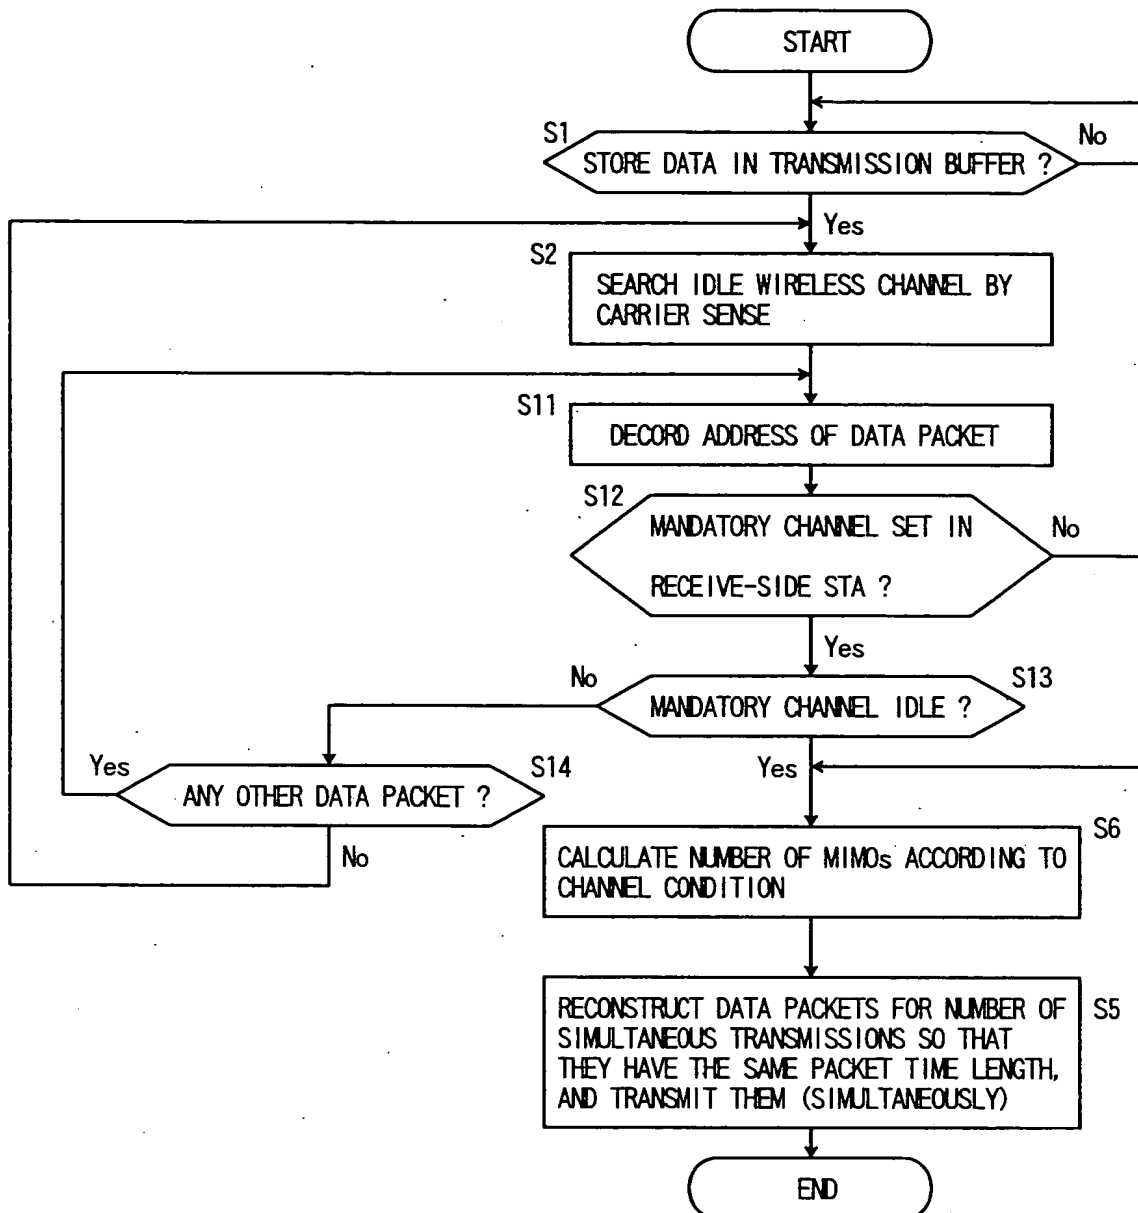 START
S1
No
STORE DATA IN TRANSMISSION BUFFER ?
Yes
S2
SEARCH IDLE WIRELESS CHANNEL BY
CARRIER SENSE
S11
DECORD ADDRESS OF DATA PACKET
S12
MANDATORY CHANNEL SET IN
RECEIVE-SIDE STA ?
No
Yes
No
S13
MANDATORY CHANNEL IDLE ?
Yes
Yes
S14
ANY OTHER DATA PACKET ?
No
S6
CALCULATE NUMBER OF MIMOs ACCORDING TO
CHANNEL CONDITION
RECONSTRUCT DATA PACKETS FOR NUMBER OF
SIMULTANEOUS TRANSMISSIONS SO THAT
THEY HAVE THE SAME PACKET TIME LENGTH,
AND TRANSMIT THEM (SIMULTANEOUSLY)
S5
END